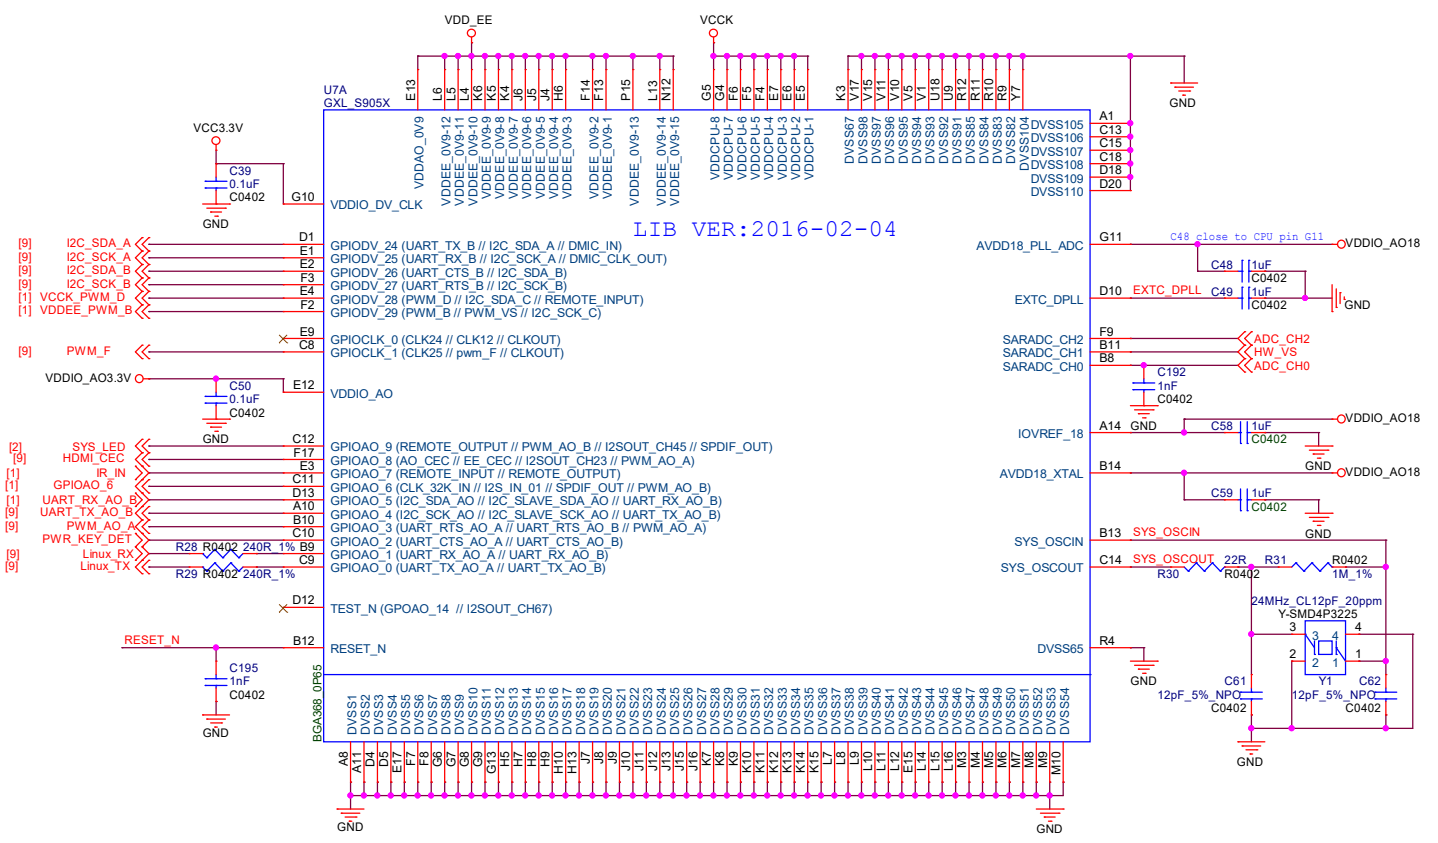 VDD_EE
VCCK
U7A
GXL_S905X
E13
L6
L5
L4
K6
K5
K4
J6
J5
J4
H6
F14
F13
P15
L13
N12
G5
G4
F6
F5
F4
E7
E6
E5
K3
V17
V15
V11
V10
V5
V1
U18
U9
R12
R11
R10
R9
Y7
GND
VDDAO_0V9
VDDEE_0V9-12
VDDEE_0V9-11
VDDEE_0V9-10
VDDEE_0V9-9
VDDEE_0V9-8
VDDEE_0V9-7
VDDEE_0V9-6
VDDEE_0V9-5
VDDEE_0V9-4
VDDEE_0V9-3
VDDEE_0V9-2
VDDEE_0V9-1
VDDEE_0V9-13
VDDEE_0V9-14
VDDEE_0V9-15
VDDCPU-8
VDDCPU-7
VDDCPU-6
VDDCPU-5
VDDCPU-4
VDDCPU-3
VDDCPU-2
VDDCPU-1
DVSS67
DVSS98
DVSS97
DVSS96
DVSS95
DVSS94
DVSS93
DVSS92
DVSS91
DVSS85
DVSS84
DVSS83
DVSS82
DVSS104
DVSS105 A1
DVSS106 C13
DVSS107 C15
DVSS108 C18
DVSS109 D18
DVSS110 D20
VCC3.3V
C39
0.1uF
C0402
GND
G10 VDDIO_DV_CLK
LIB VER:2016-02-04
[9] I2C_SDA_A D1 GPIODV_24 (UART_TX_B // I2C_SDA_A // DMIC_IN)
[9] I2C_SCK_A E1 GPIODV_25 (UART_RX_B // I2C_SCK_A // DMIC_CLK_OUT)
[9] I2C_SDA_B E2 GPIODV_26 (UART_CTS_B // I2C_SDA_B)
[9] I2C_SCK_B F3 GPIODV_27 (UART_RTS_B // I2C_SCK_B)
[1] VCCK_PWM_D E4 GPIODV_28 (PWM_D // I2C_SDA_C // REMOTE_INPUT)
[1] VDDEE_PWM_B F2 GPIODV_29 (PWM_B // PWM_VS // I2C_SCK_C)
E9 GPIOCLK_0 (CLK24 // CLK12 // CLKOUT)
[9] PWM_F C8 GPIOCLK_1 (CLK25 // pwm_F // CLKOUT)
VDDIO_AO3.3V
C50
0.1uF
C0402
GND
E12 VDDIO_AO
[2] SYS_LED C12 GPIOAO_9 (REMOTE_OUTPUT // PWM_AO_B // I2SOUT_CH45 // SPDIF_OUT)
[9] HDMI_CEC F17 GPIOAO_8 (AO_CEC // EE_CEC // I2SOUT_CH23 // PWM_AO_A)
[1] IR_IN E3 GPIOAO_7 (REMOTE_INPUT // REMOTE_OUTPUT)
[1] GPIOAO_6 C11 GPIOAO_6 (CLK_32K_IN // I2S_IN_01 // SPDIF_OUT // PWM_AO_B)
[1] UART_RX_AO_B D13 GPIOAO_5 (I2C_SDA_AO // I2C_SLAVE_SDA_AO // UART_RX_AO_B)
[9] UART_TX_AO_B A10 GPIOAO_4 (I2C_SCK_AO // I2C_SLAVE_SCK_AO // UART_TX_AO_B)
[9] PWM_AO_A B10 GPIOAO_3 (UART_RTS_AO_A // UART_RTS_AO_B // PWM_AO_A)
PWR_KEY_DET C10 GPIOAO_2 (UART_CTS_AO_A // UART_CTS_AO_B)
[9] Linux_RX R28 R0402 240R_1% B9 GPIOAO_1 (UART_RX_AO_A // UART_RX_AO_B)
[9] Linux_TX R29 R0402 240R_1% C9 GPIOAO_0 (UART_TX_AO_A // UART_TX_AO_B)
D12 TEST_N (GPOAO_14 // I2SOUT_CH67)
RESET_N B12 RESET_N
C195
1nF
C0402
GND
BGA368 0P65
AVDD18_PLL_ADC G11 C48 close to CPU pin G11 VDDIO_AO18
C48 1uF
C0402
EXTC_DPLL D10 EXTC_DPLL C49 1uF
C0402
GND
SARADC_CH2 F9 ADC_CH2
SARADC_CH1 B11 HW_VS
SARADC_CH0 B8 ADC_CH0
C192
1nF
C0402
GND
IOVREF_18 A14 VDDIO_AO18
C58 1uF
C0402
GND
AVDD18_XTAL B14 VDDIO_AO18
C59 1uF
C0402
GND
SYS_OSCIN B13 SYS_OSCIN
SYS_OSCOUT C14 SYS_OSCOUT
R30 22R R0402
R31 R0402 1M_1%
24MHz_CL12pF_20ppm
Y-SMD4P3225
3 3 4 4
2 2 1 1
Y1
C61
12pF_5%_NPO
C0402
C62
12pF_5%_NPO
C0402
GND
DVSS65 R4
GND
DVSS1
DVSS2
DVSS3
DVSS4
DVSS5
DVSS6
DVSS7
DVSS8
DVSS9
DVSS10
DVSS11
DVSS12
DVSS13
DVSS14
DVSS15
DVSS16
DVSS17
DVSS18
DVSS19
DVSS20
DVSS21
DVSS22
DVSS23
DVSS24
DVSS25
DVSS26
DVSS27
DVSS28
DVSS29
DVSS30
DVSS31
DVSS32
DVSS33
DVSS34
DVSS35
DVSS36
DVSS37
DVSS38
DVSS39
DVSS40
DVSS41
DVSS42
DVSS43
DVSS44
DVSS45
DVSS46
DVSS47
DVSS48
DVSS49
DVSS50
DVSS51
DVSS52
DVSS53
DVSS54
A8
A11
D4
D5
E17
F7
F8
G6
G7
G8
G9
G13
H5
H7
H8
H9
H10
H13
J7
J8
J9
J10
J11
J12
J13
J15
J16
K7
K8
K9
K10
K11
K12
K13
K14
K15
L7
L8
L9
L10
L11
L12
E15
L14
L15
L16
M3
M4
M5
M6
M7
M8
M9
M10
GND
GND